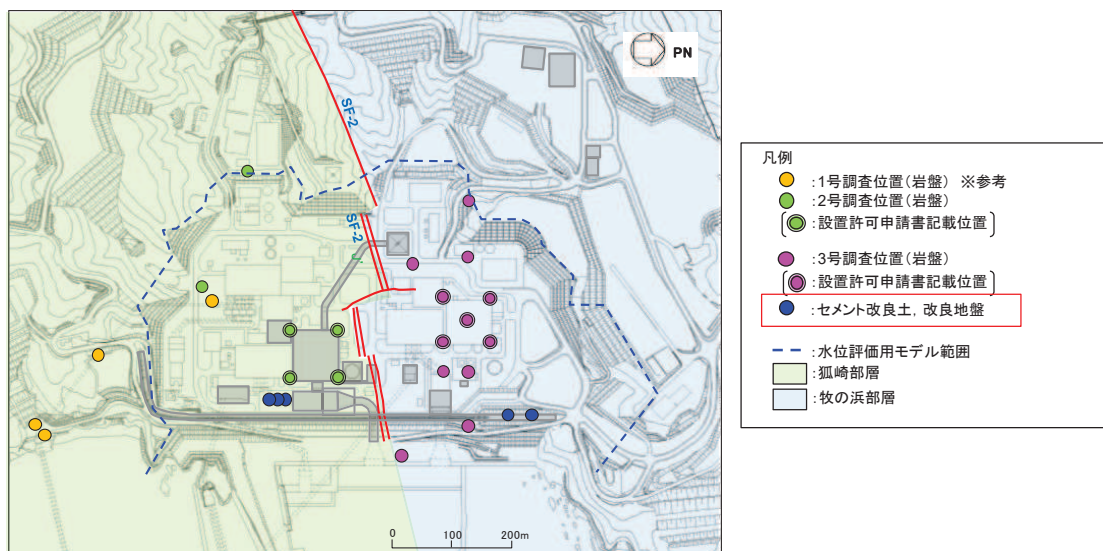 PN
SF-2
SF-2
0 100 200m
凡例
:1号調査位置(岩盤) ※参考
:2号調査位置(岩盤)
:設置許可申請書記載位置
:3号調査位置(岩盤)
:設置許可申請書記載位置
:セメント改良土，改良地盤
:水位評価用モデル範囲
:狐崎部層
:牧の浜部層